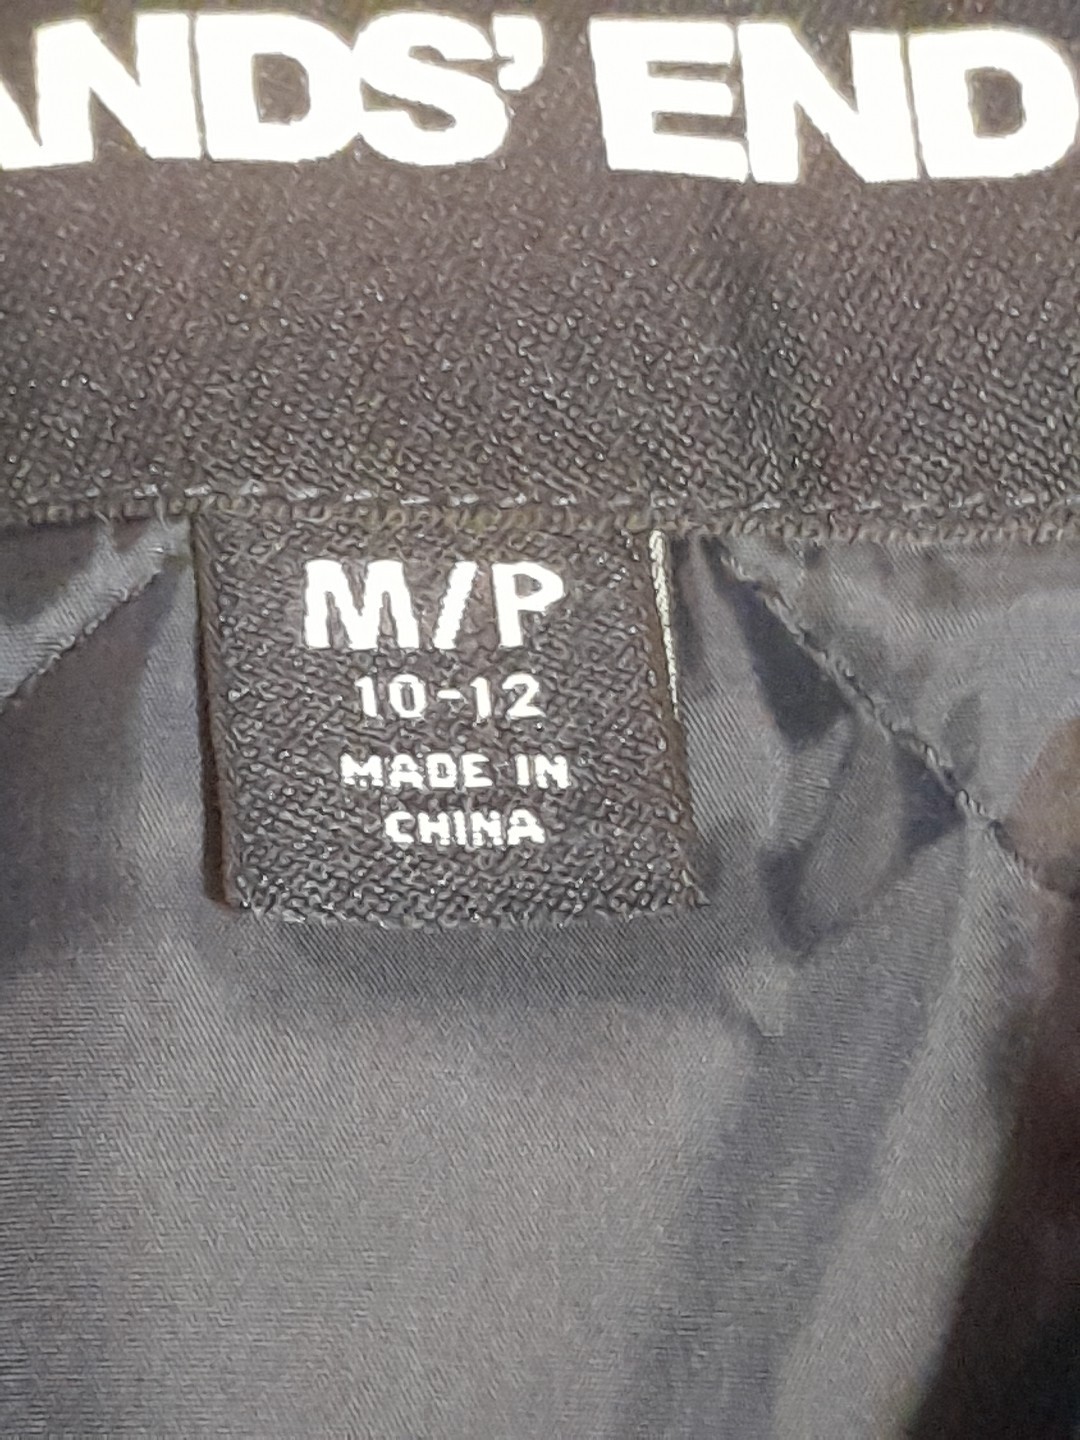 ANDS' END
M/P
10-12
MADE IN
CHINA